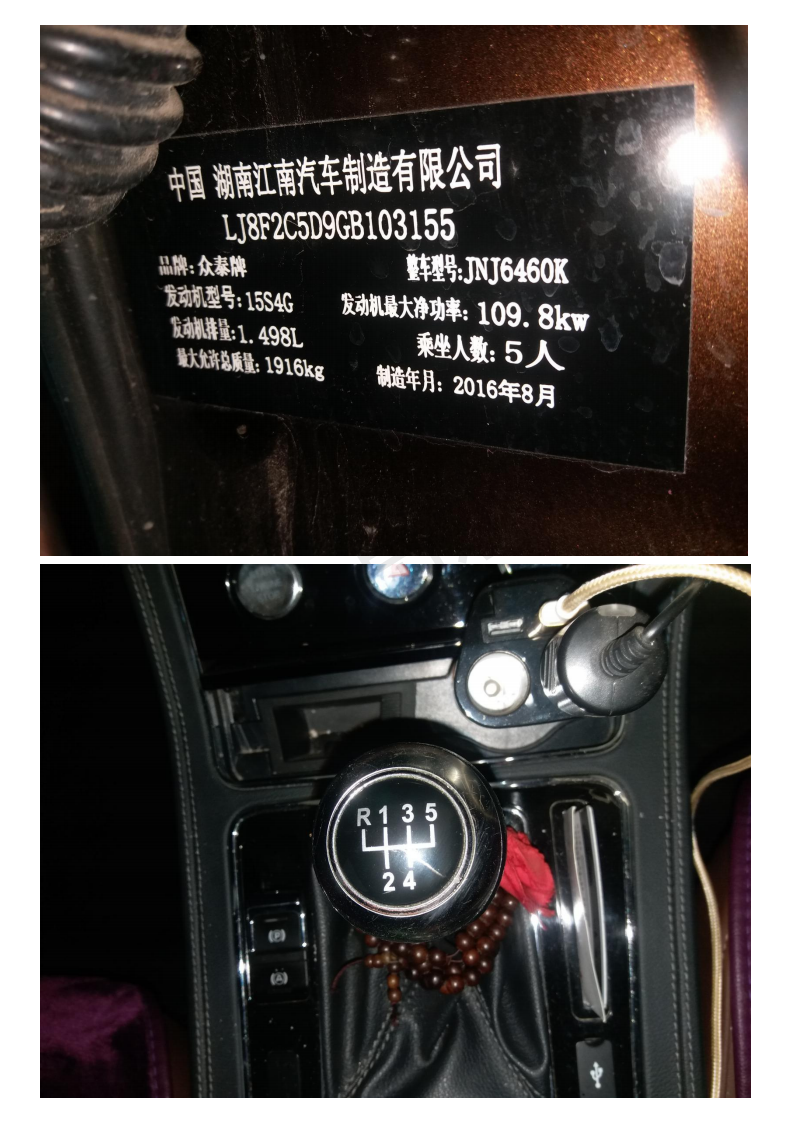 中国 湖南江南汽车制造有限公司
LJ8F2C5D9GB103155
品牌:众泰牌 整车型号:JNJ6460K
发动机型号:15S4G 发动机最大净功率:109.8kw
发动机排量:1.498L 乘坐人数:5人
最大允许总质量:1916kg 制造年月:2016年8月
R 1 3 5
2 4